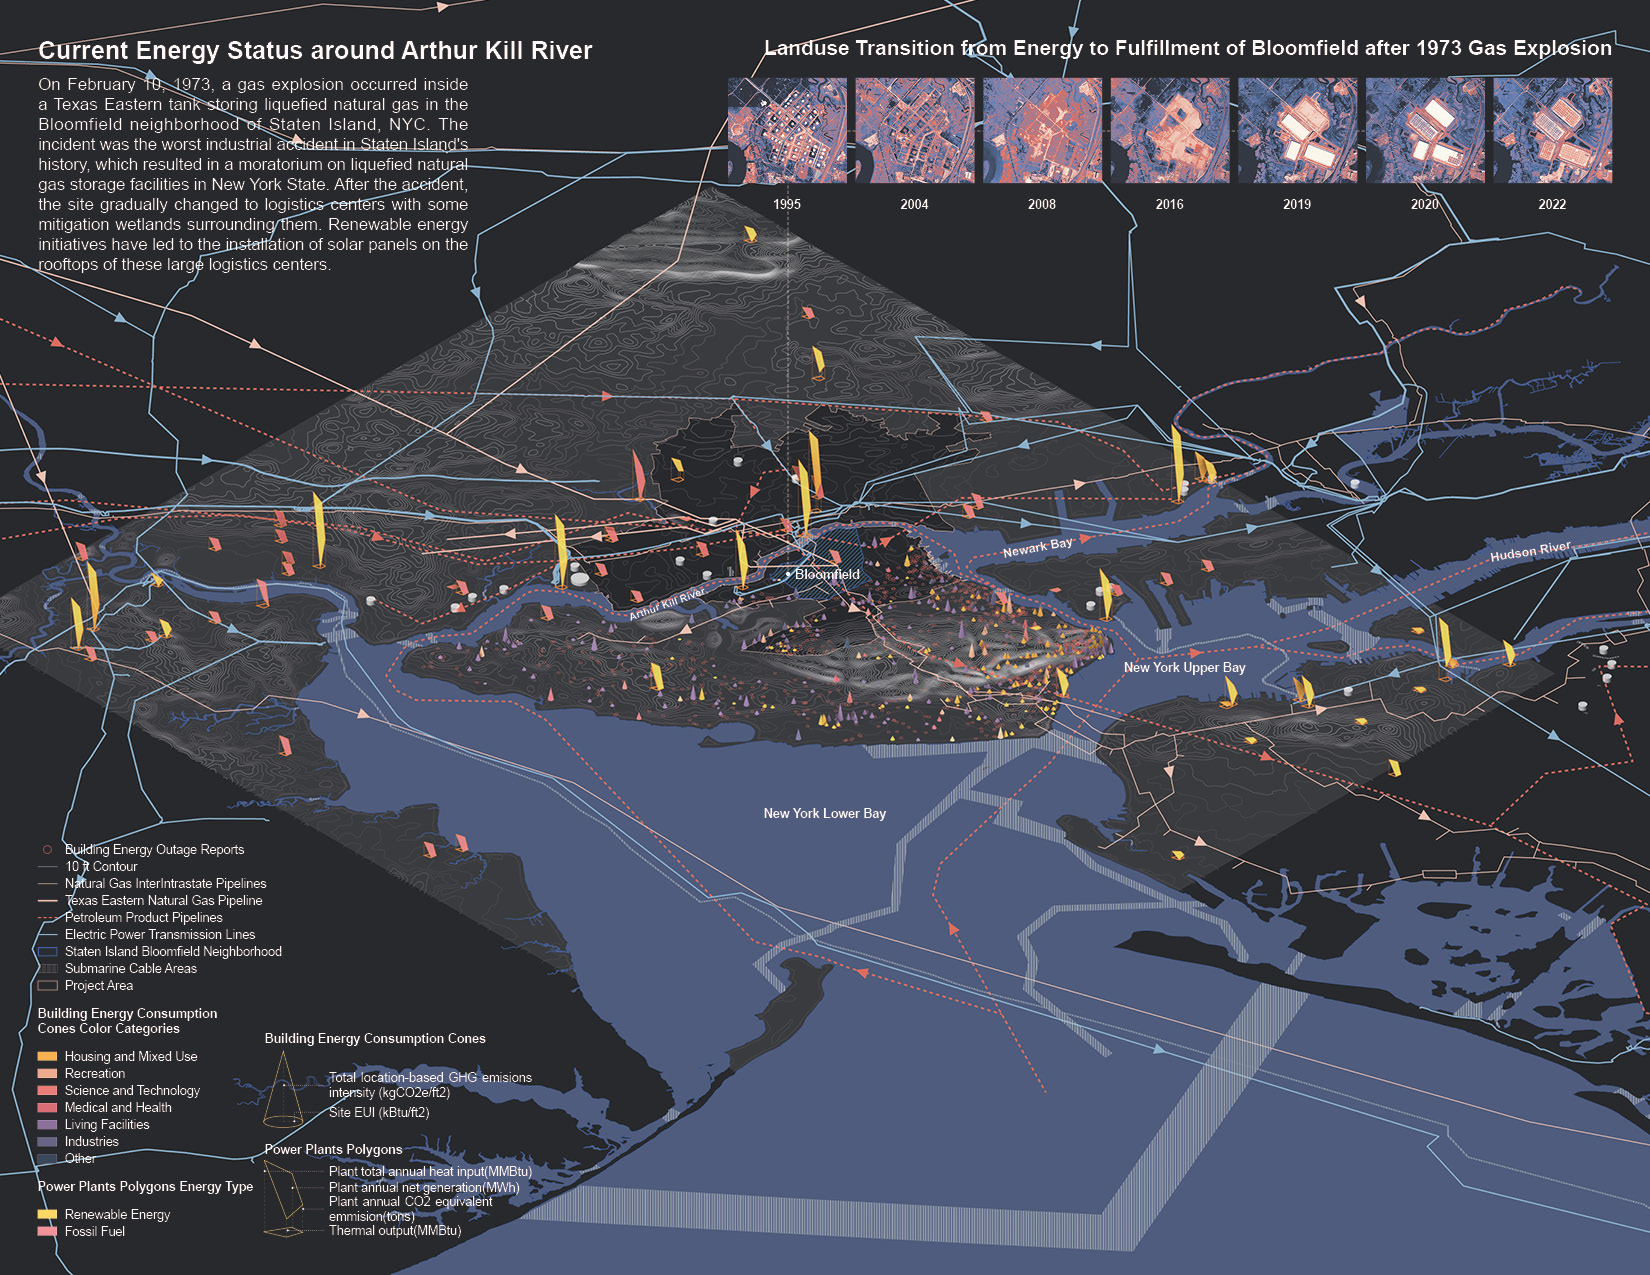 Current Energy Status around Arthur Kill River
On February 10, 1973, a gas explosion occurred inside
a Texas Eastern tank storing liquefied natural gas in the
Bloomfield neighborhood of Staten Island, NYC. The
incident was the worst industrial accident in Staten Island's
history, which resulted in a moratorium on liquefied natural
gas storage facilities in New York State. After the accident,
the site gradually changed to logistics centers with some
mitigation wetlands surrounding them. Renewable energy
initiatives have led to the installation of solar panels on the
rooftops of these large logistics centers.
Landuse Transition from Energy to Fulfillment of Bloomfield after 1973 Gas Explosion
1995
2004
2008
2016
2019
2020
2022
Newark Bay
Hudson River
Bloomfield
Arthur Kill River
New York Upper Bay
New York Lower Bay
Building Energy Outage Reports
10 ft Contour
Natural Gas InterIntrastate Pipelines
Texas Eastern Natural Gas Pipeline
Petroleum Product Pipelines
Electric Power Transmission Lines
Staten Island Bloomfield Neighborhood
Submarine Cable Areas
Project Area
Building Energy Consumption
Cones Color Categories
Housing and Mixed Use
Recreation
Science and Technology
Medical and Health
Living Facilities
Industries
Other
Power Plants Polygons Energy Type
Renewable Energy
Fossil Fuel
Building Energy Consumption Cones
Total location-based GHG emisions
intensity (kgCO2e/ft2)
Site EUI (kBtu/ft2)
Power Plants Polygons
Plant total annual heat input(MMBtu)
Plant annual net generation(MWh)
Plant annual CO2 equivalent
emmision(tons)
Thermal output(MMBtu)